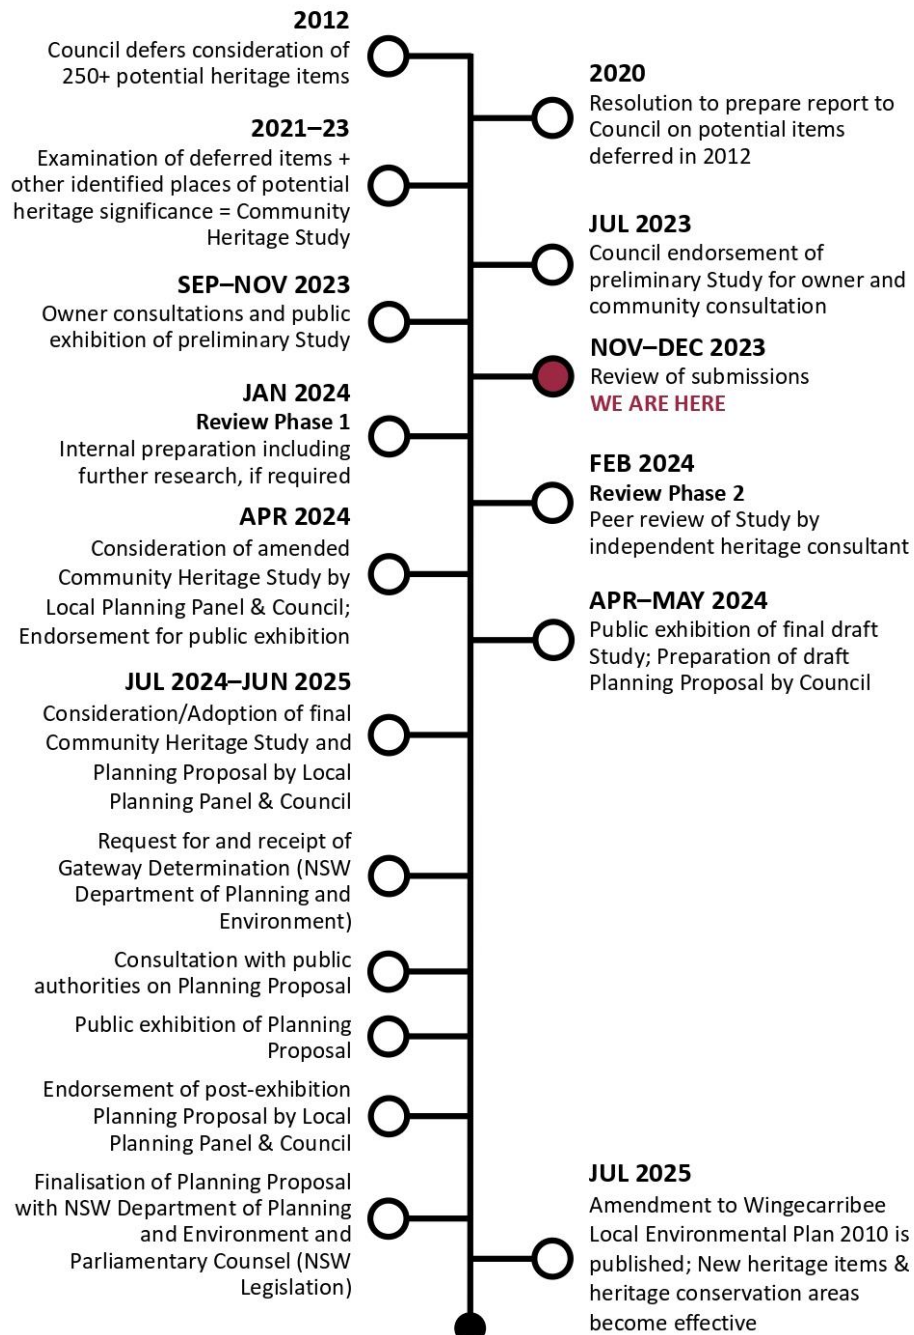 2012
Council defers consideration of
250+ potential heritage items
2020
Resolution to prepare report to
Council on potential items
deferred in 2012
2021–23
Examination of deferred items +
other identified places of potential
heritage significance = Community
Heritage Study
JUL 2023
Council endorsement of
preliminary Study for owner and
community consultation
SEP–NOV 2023
Owner consultations and public
exhibition of preliminary Study
NOV–DEC 2023
Review of submissions
WE ARE HERE
JAN 2024
Review Phase 1
Internal preparation including
further research, if required
FEB 2024
Review Phase 2
Peer review of Study by
independent heritage consultant
APR 2024
Consideration of amended
Community Heritage Study by
Local Planning Panel & Council;
Endorsement for public exhibition
APR–MAY 2024
Public exhibition of final draft
Study; Preparation of draft
Planning Proposal by Council
JUL 2024–JUN 2025
Consideration/Adoption of final
Community Heritage Study and
Planning Proposal by Local
Planning Panel & Council
Request for and receipt of
Gateway Determination (NSW
Department of Planning and
Environment)
Consultation with public
authorities on Planning Proposal
Public exhibition of Planning
Proposal
Endorsement of post-exhibition
Planning Proposal by Local
Planning Panel & Council
Finalisation of Planning Proposal
with NSW Department of Planning
and Environment and
Parliamentary Counsel (NSW
Legislation)
JUL 2025
Amendment to Wingecarribee
Local Environmental Plan 2010 is
published; New heritage items &
heritage conservation areas
become effective